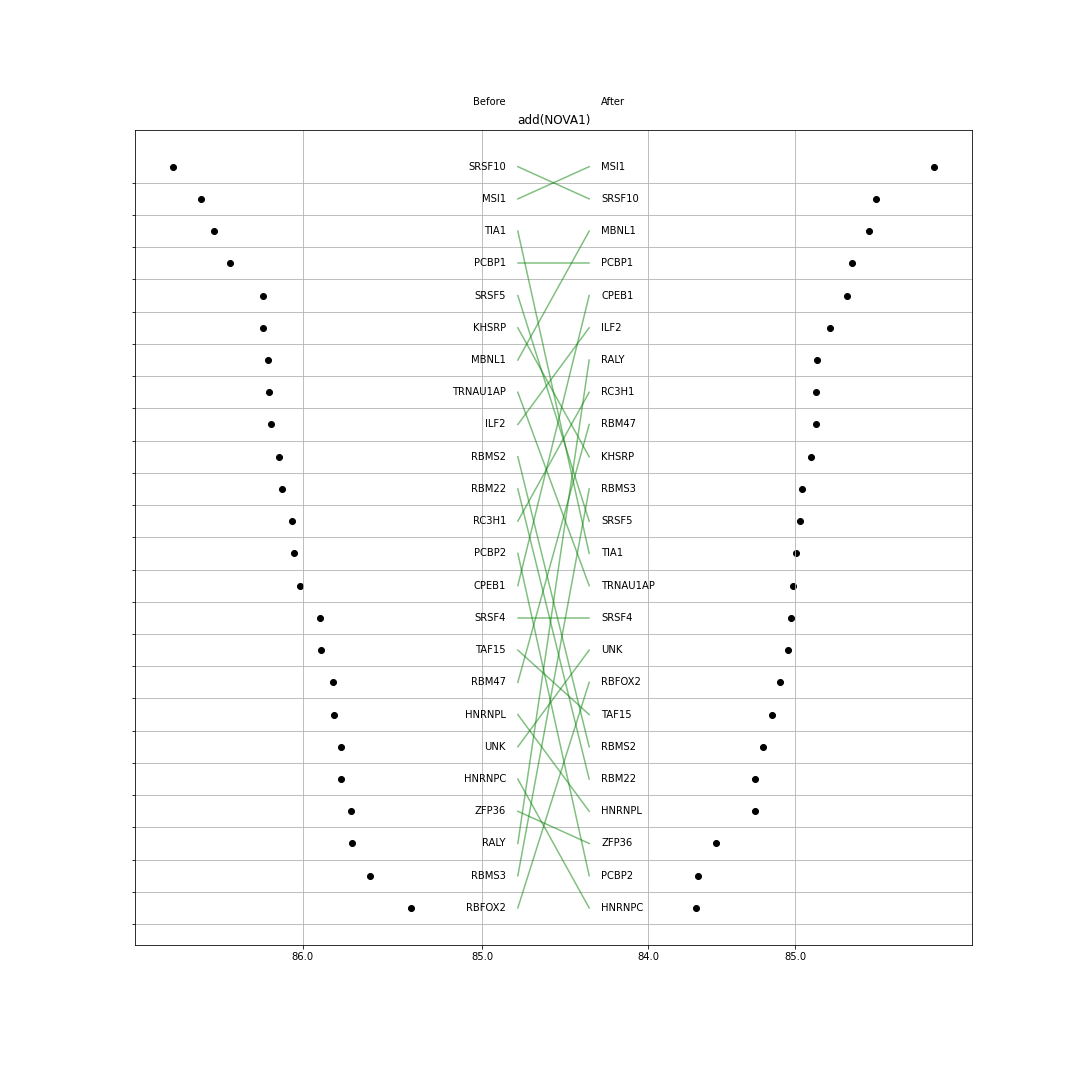 Before After
add(NOVA1)
SRSF10 MSI1
MSI1 SRSF10
TIA1 MBNL1
PCBP1 PCBP1
SRSF5 CPEB1
KHSRP ILF2
MBNL1 RALY
TRNAU1AP RC3H1
ILF2 RBM47
RBMS2 KHSRP
RBM22 RBMS3
RC3H1 SRSF5
PCBP2 TIA1
CPEB1 TRNAU1AP
SRSF4 SRSF4
TAF15 UNK
RBM47 RBFOX2
HNRNPL TAF15
UNK RBMS2
HNRNPC RBM22
ZFP36 HNRNPL
RALY ZFP36
RBMS3 PCBP2
RBFOX2 HNRNPC
86.0 85.0 84.0 85.0